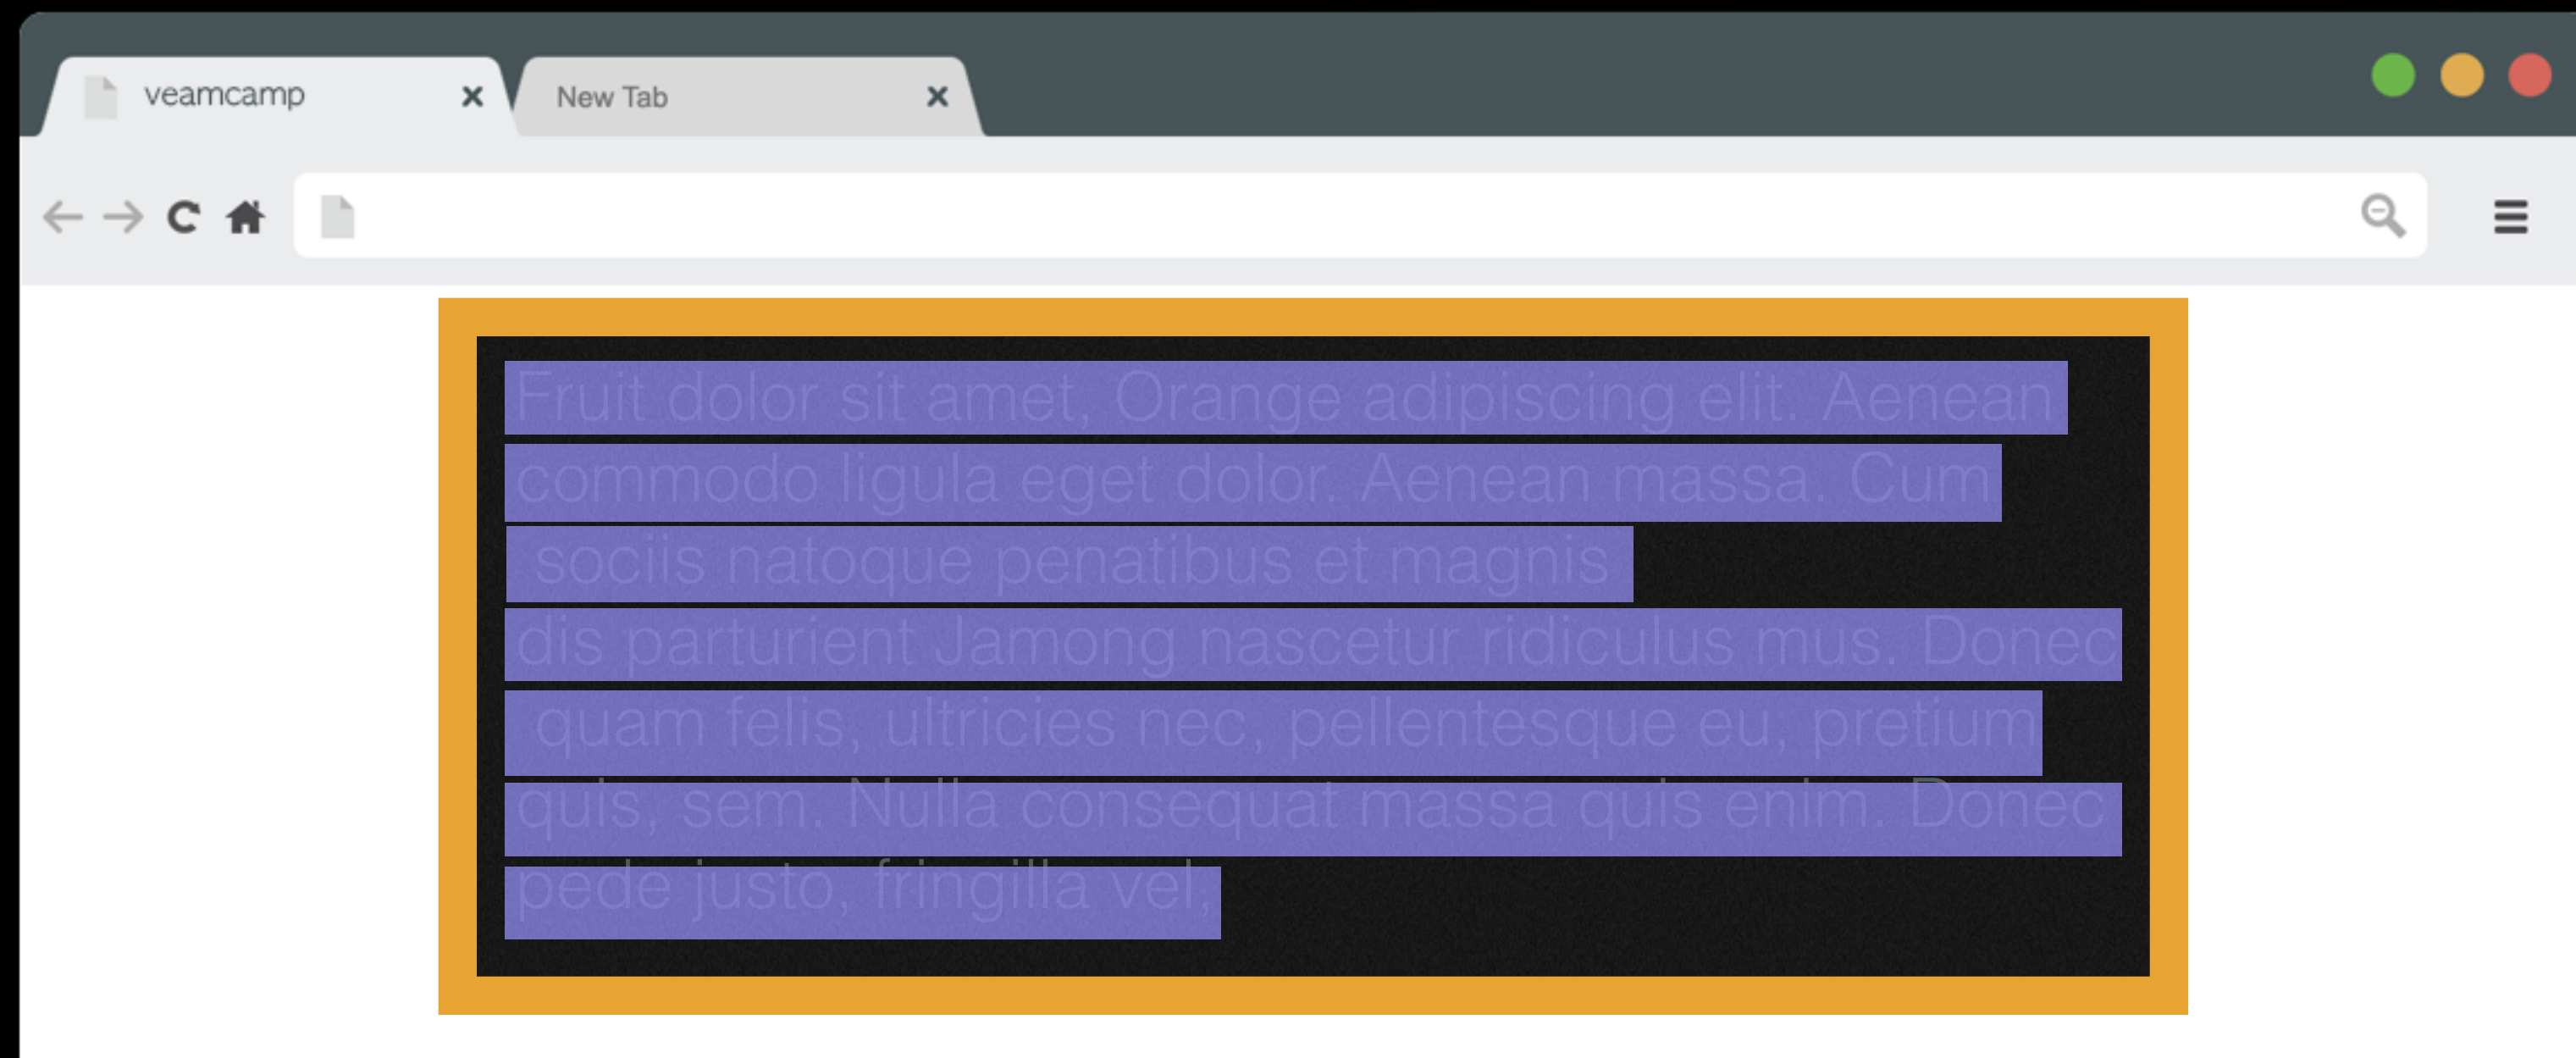 veamcamp
New Tab
Fruit dolor sit amet, Orange adipiscing elit. Aenean
commodo ligula eget dolor. Aenean massa. Cum
sociis natoque penatibus et magnis
dis parturient Jamong nascetur ridiculus mus. Donec
quam felis, ultricies nec, pellentesque eu, pretium
quis, sem. Nulla consequat massa quis enim. Donec
pede justo, fringilla vel,